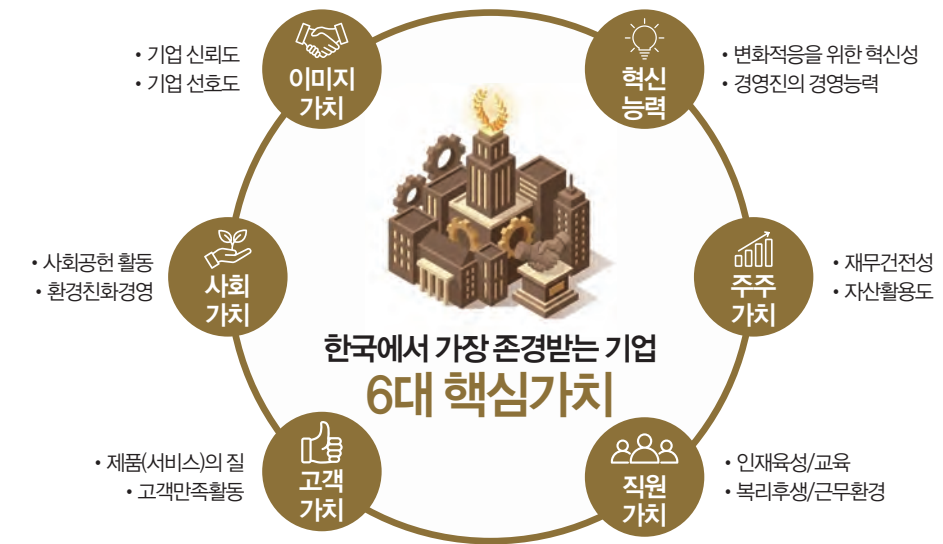 • 기업 신뢰도
• 기업 선호도
이미지
가치
혁신
능력
• 변화적응을 위한 혁신성
• 경영진의 경영능력
• 사회공헌 활동
• 환경친화경영
사회
가치
주주
가치
• 재무건전성
• 자산활용도
한국에서 가장 존경받는 기업
6대 핵심가치
• 제품(서비스)의 질
• 고객만족활동
고객
가치
직원
가치
• 인재육성/교육
• 복리후생/근무환경